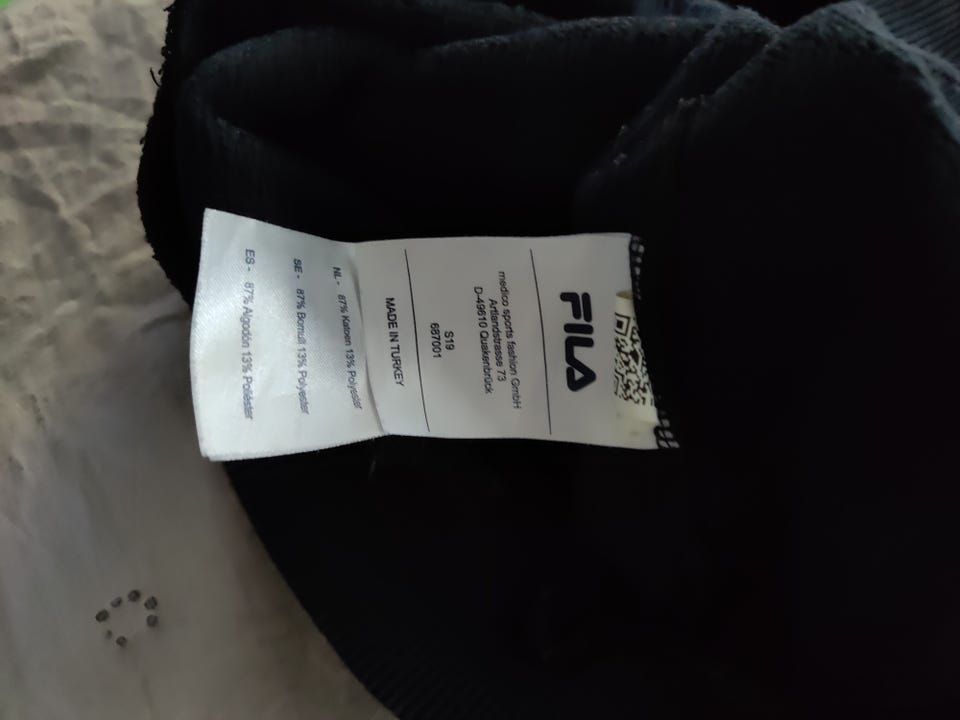 FILA
medico sports fashion GmbH
Artlandstrasse 73
D-49610 Quakenbrück
S19
687001
MADE IN TURKEY
NL - 87% Katoen 13% Polyester
SE - 87% Bomull 13% Polyester
ES - 87% Algodón 13% Poliéster